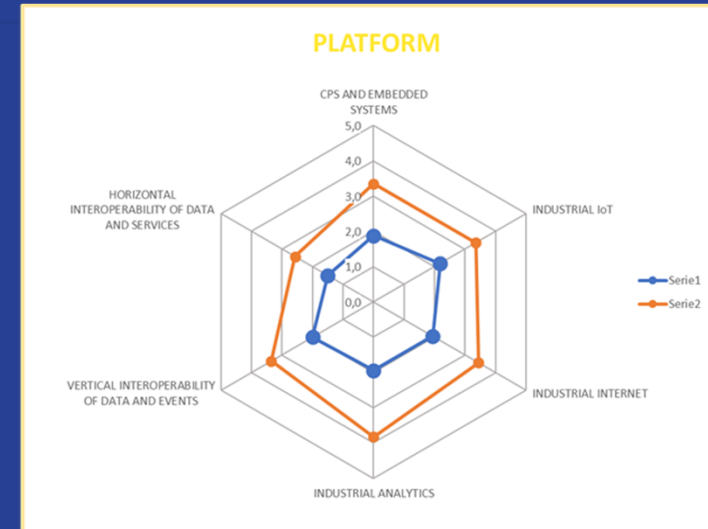 PLATFORM
CPS AND EMBEDDED
SYSTEMS
5,0
4,0
3,0
2,0
1,0
0,0
HORIZONTAL
INTEROPERABILITY OF DATA
AND SERVICES
INDUSTRIAL IoT
Serie1
Serie2
VERTICAL INTEROPERABILITY
OF DATA AND EVENTS
INDUSTRIAL INTERNET
INDUSTRIAL ANALYTICS